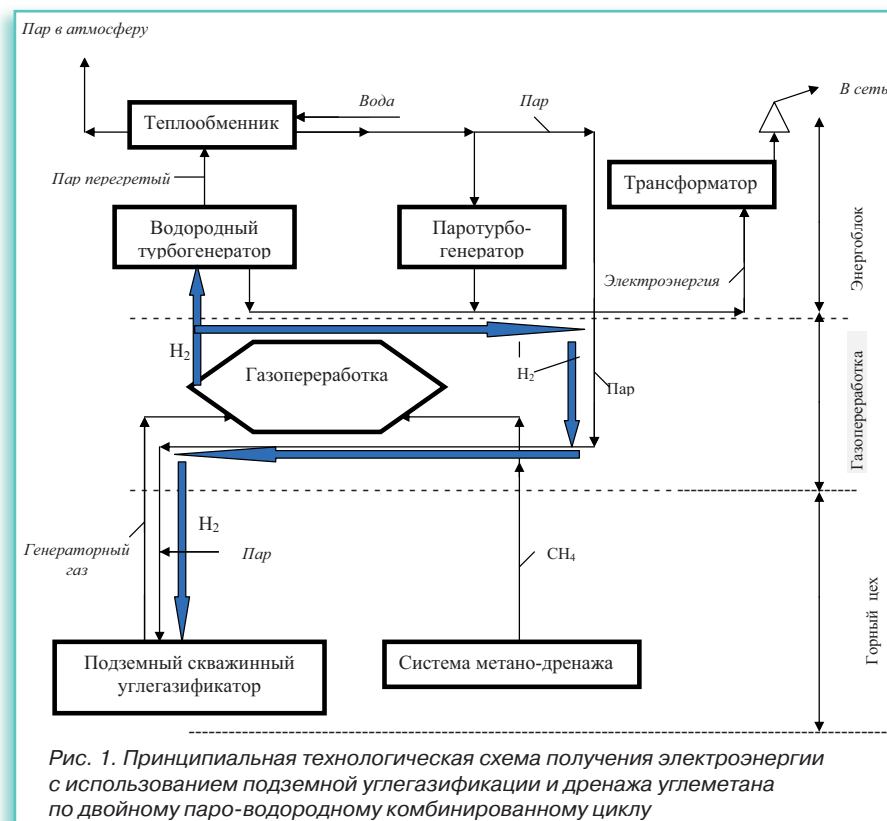 Пар в атмосферу
В сеть
Вода
Пар
Теплообменник
Пар перегретый
Трансформатор
Водородный
турбогенератор
Паротурбо-
генератор
Электроэнергия
Энергоблок
H₂
Газопереработка
H₂
Пар
Газопереработка
H₂
Генераторный
газ
Пар
CH₄
Горный цех
Подземный скважинный
углегазификатор
Система метано-дренажа
Рис. 1. Принципиальная технологическая схема получения электроэнергии
с использованием подземной углегазификации и дренажа углеметана
по двойному паро-водородному комбинированному циклу